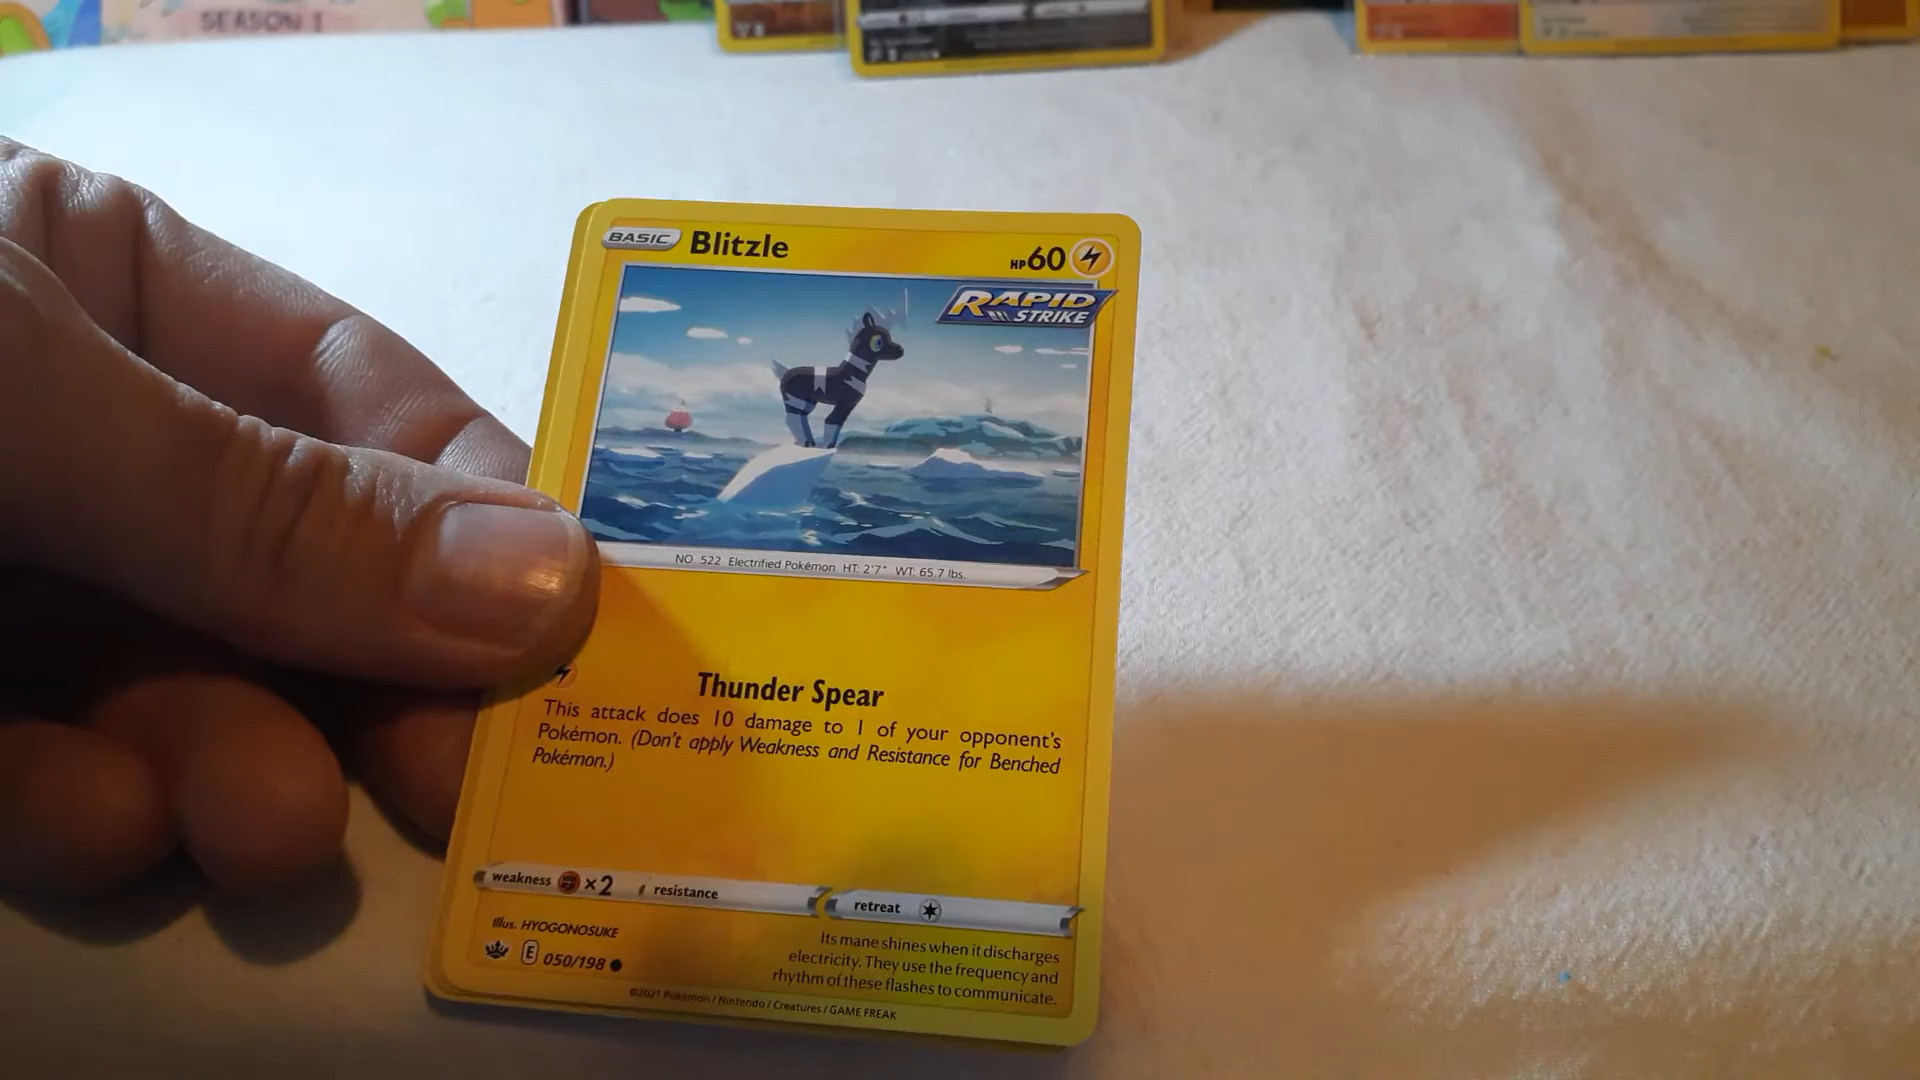 SEASON 1
BASIC Blitzle HP60
RAPID
STRIKE
NO. 522 Electrified Pokémon HT: 2'7" WT: 65.7 lbs.
Thunder Spear
This attack does 10 damage to 1 of your opponent's
Pokémon. (Don't apply Weakness and Resistance for Benched
Pokémon.)
weakness ×2 resistance retreat
Illus. HYOGONOSUKE
E 050/198
Its mane shines when it discharges
electricity. They use the frequency and
rhythm of these flashes to communicate.
©2021 Pokémon / Nintendo / Creatures / GAME FREAK